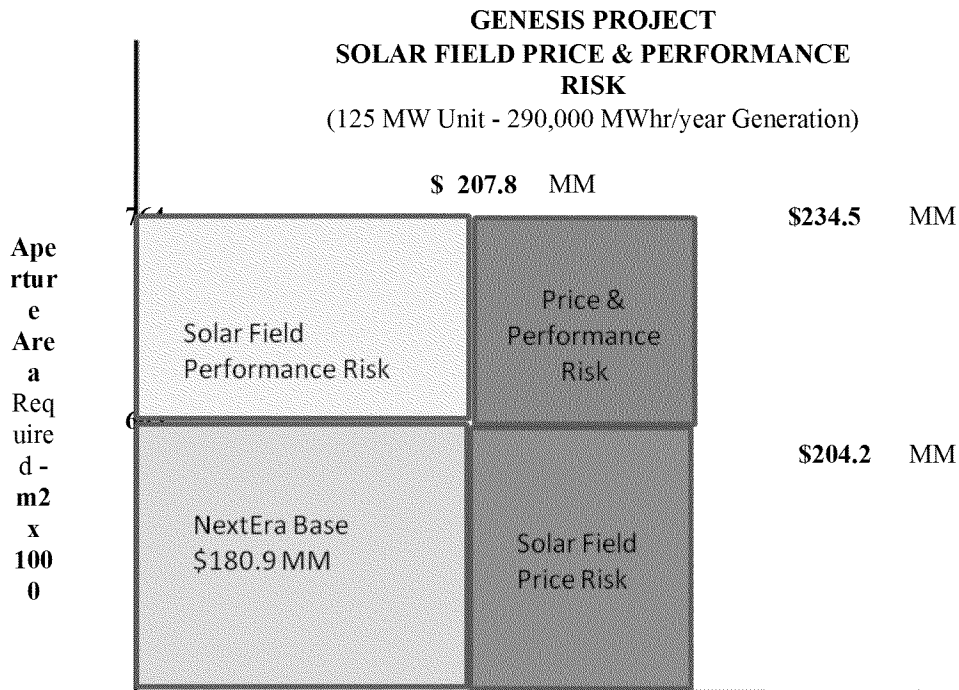 GENESIS PROJECT
SOLAR FIELD PRICE & PERFORMANCE
RISK
(125 MW Unit - 290,000 MWhr/year Generation)
$ 207.8 MM
$234.5 MM
Ape
rtur
e
Are
a
Req
uire
d -
m2
x
100
0
Solar Field
Performance Risk
Price &
Performance
Risk
$204.2 MM
NextEra Base
$180.9 MM
Solar Field
Price Risk